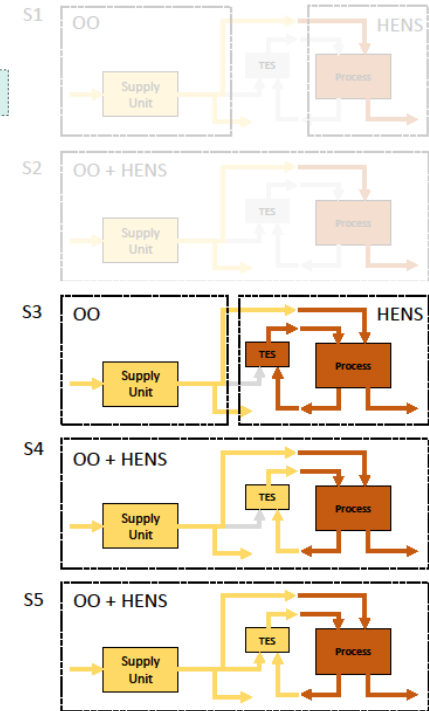 S1
OO
HENS
Supply
Unit
TES
Process
S2
OO + HENS
Supply
Unit
TES
Process
S3
OO
HENS
Supply
Unit
TES
Process
S4
OO + HENS
Supply
Unit
TES
Process
S5
OO + HENS
Supply
Unit
TES
Process